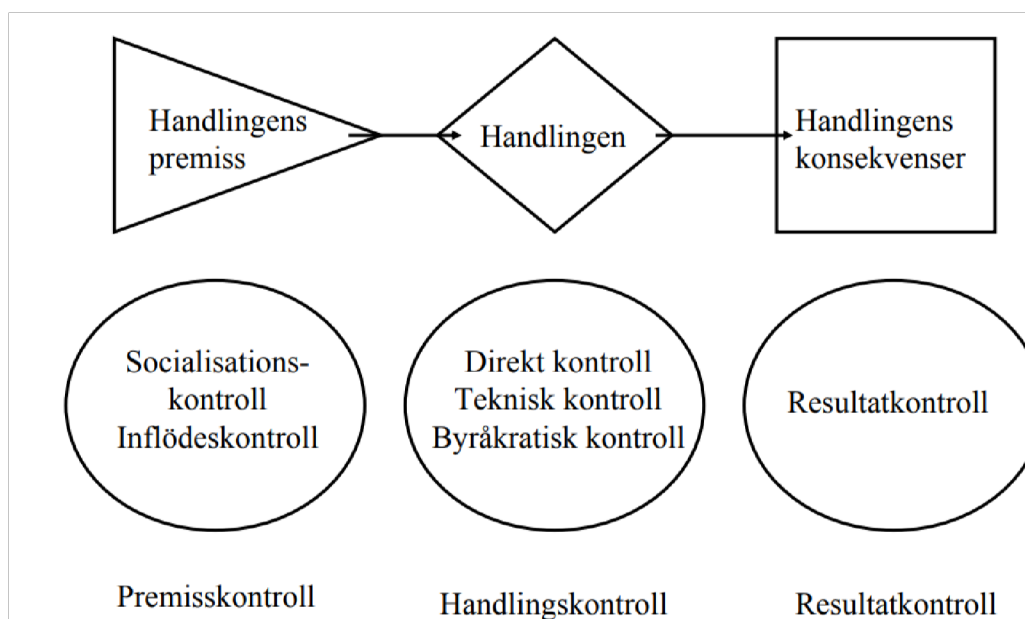 Handlingens
premiss
Handlingen
Handlingens
konsekvenser
Socialisations-
kontroll
Inflödeskontroll
Direkt kontroll
Teknisk kontroll
Byråkratisk kontroll
Resultatkontroll
Premisskontroll
Handlingskontroll
Resultatkontroll